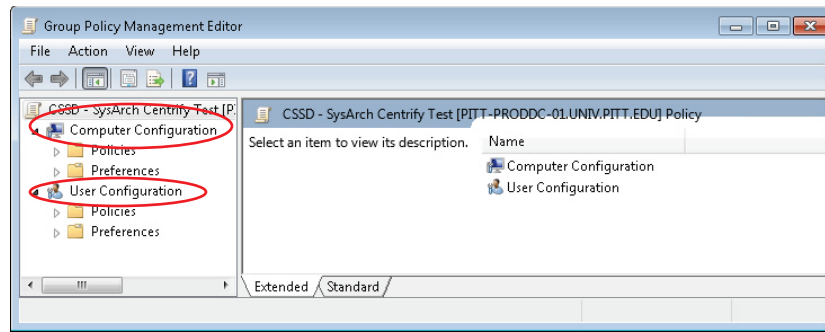 Group Policy Management Editor
File Action View Help
CSSD - SysArch Centrify Test [P
Computer Configuration
Policies
Preferences
User Configuration
Policies
Preferences
CSSD - SysArch Centrify Test [PITT-PRODDC-01.UNIV.PITT.EDU] Policy
Select an item to view its description.
Name
Computer Configuration
User Configuration
Extended Standard